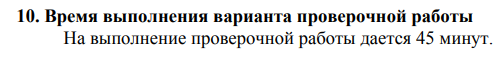 10. Время выполнения варианта проверочной работы
На выполнение проверочной работы дается 45 минут.